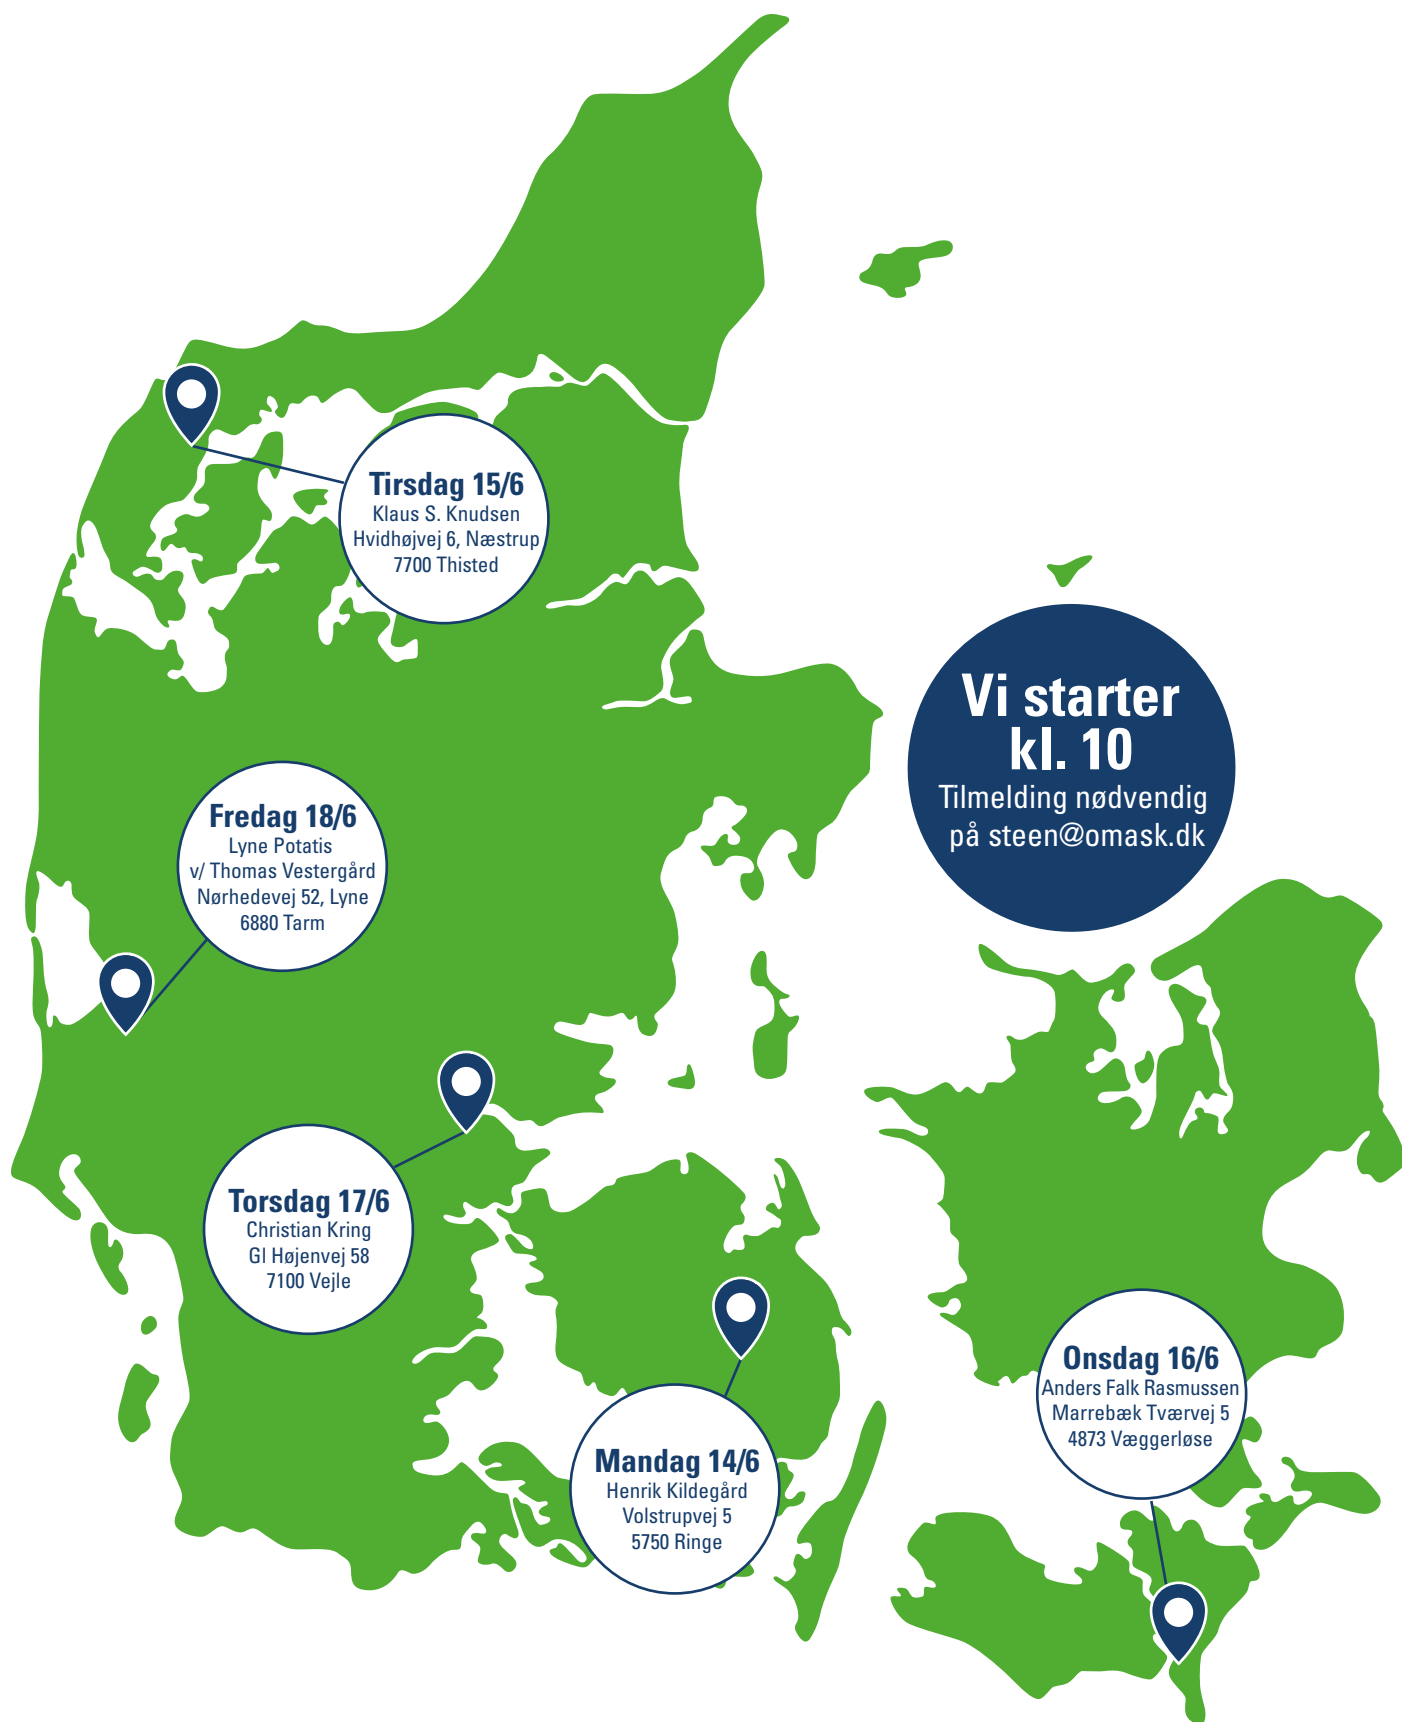 Tirsdag 15/6
Klaus S. Knudsen
Hvidhøjvej 6, Næstrup
7700 Thisted
Vi starter
kl. 10
Tilmelding nødvendig
på steen@omask.dk
Fredag 18/6
Lyne Potatis
v/ Thomas Vestergård
Nørhedevej 52, Lyne
6880 Tarm
Torsdag 17/6
Christian Kring
Gl Højenvej 58
7100 Vejle
Onsdag 16/6
Anders Falk Rasmussen
Marrebæk Tværvej 5
4873 Væggerløse
Mandag 14/6
Henrik Kildegård
Volstrupvej 5
5750 Ringe